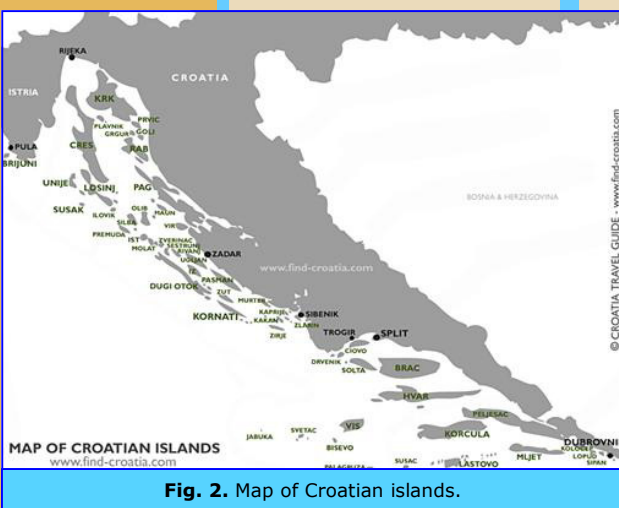 RIJEKA
CROATIA
ISTRIA
KRK
PRVIC
PLAVNIK
GRGUR
GOLI
PULA
CRES
RAB
BRIJUNI
UNIJE
LOSINJ
PAG
SUSAK
ILOVIK
OLIB
MAUN
SILBA
VIR
PREMUDA
IST
ZVERINAC
MOLAT
SESTRUNJ
RIVANJ
UGLJAN
ZADAR
IZ
DUGI OTOK
PASMAN
ZUT
MURTER
KORNATI
KAPRIJE
KAKAN
SIBENIK
ZLARIN
ZIRJE
TROGIR
SPLIT
CIOVO
DRVENIK
SOLTA
BRAC
HVAR
PELJESAC
VIS
SVETAC
JABUKA
BISEVO
KORCULA
DUBROVNI
KOLOCEP
LOPUD
SIPAN
SUSAC
LASTOVO
MLJET
PALAGRUZA
BOSNIA & HERZEGOVINA
www.find-croatia.com
© CROATIA TRAVEL GUIDE - www.find-croatia.com
MAP OF CROATIAN ISLANDS
www.find-croatia.com
Fig. 2. Map of Croatian islands.